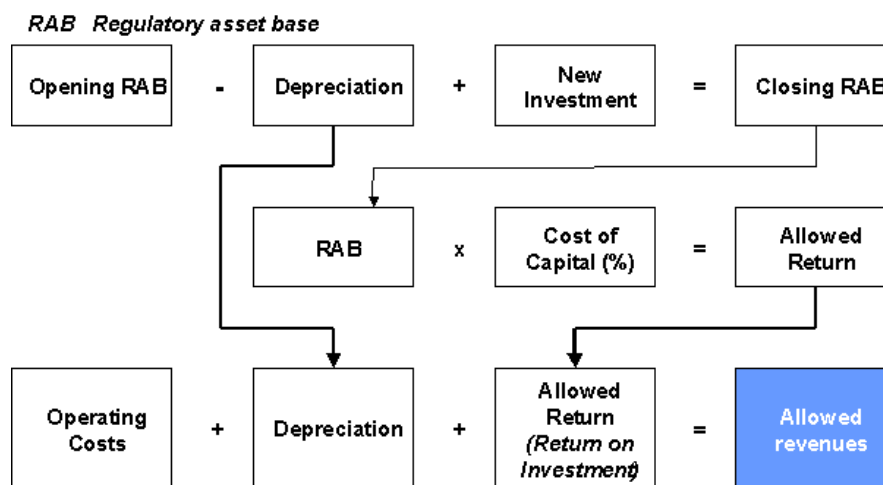 RAB Regulatory asset base
Opening RAB - Depreciation + New Investment = Closing RAB
RAB x Cost of Capital (%) = Allowed Return
Operating Costs + Depreciation + Allowed Return (Return on Investment) = Allowed revenues